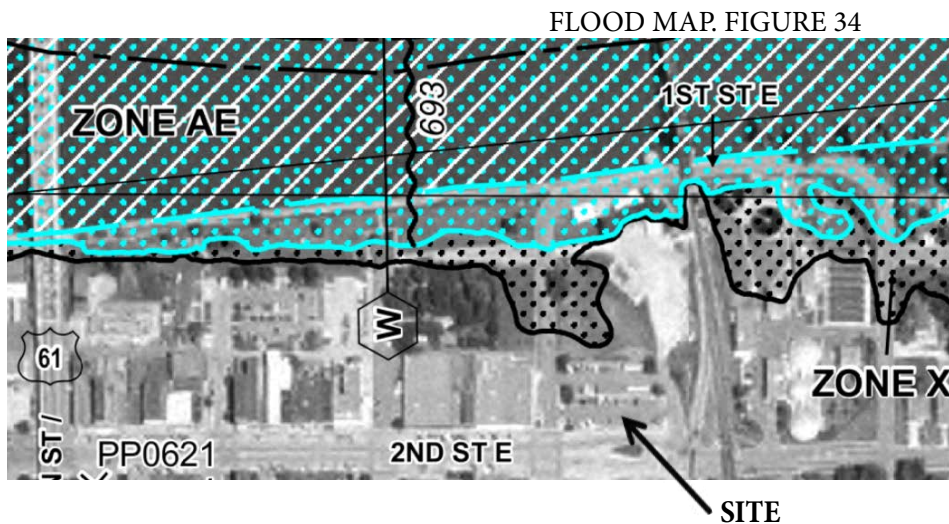 FLOOD MAP. FIGURE 34
ZONE AE
693
1ST ST E
W
61
ZONE X
N ST /
PP0621
2ND ST E
SITE